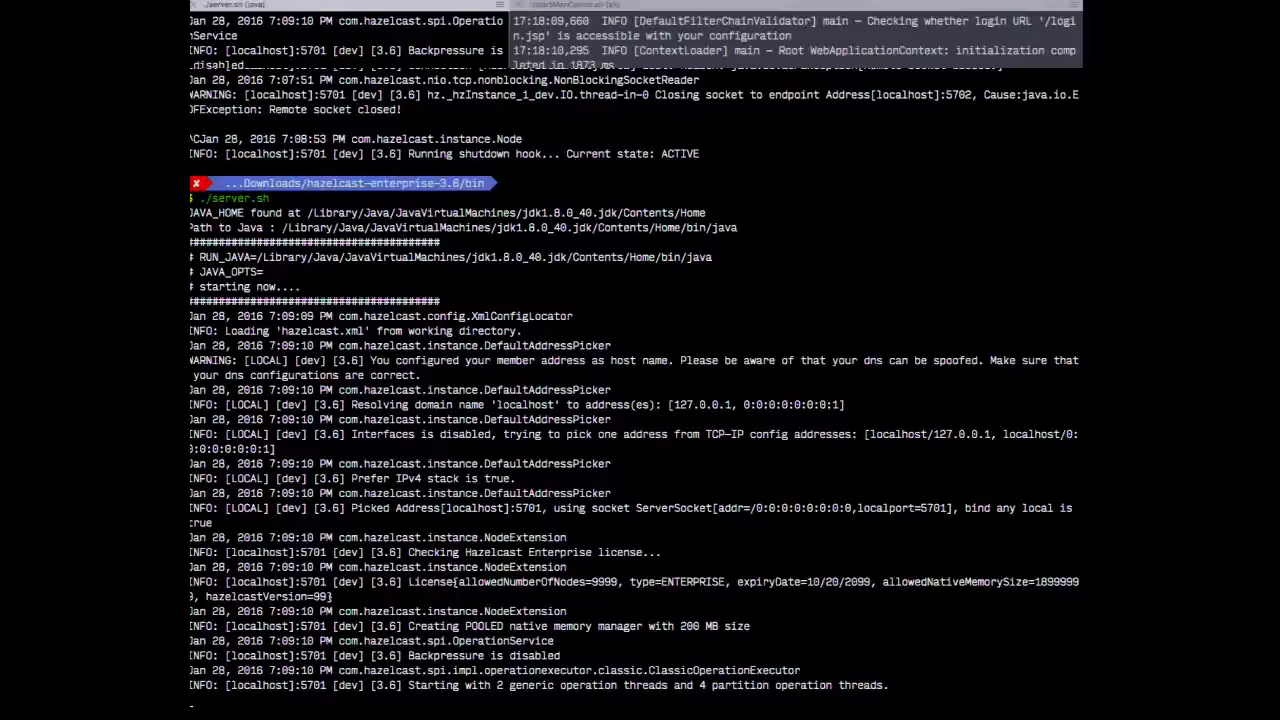 ./server.sh (java)
Jan 28, 2016 7:09:10 PM com.hazelcast.spi.Operatio
nService
INFO: [localhost]:5701 [dev] [3.6] Backpressure is
disabled
17:18:09,660  INFO [DefaultFilterChainValidator] main - Checking whether login URL '/logi
n.jsp' is accessible with your configuration
17:18:10,295  INFO [ContextLoader] main - Root WebApplicationContext: initialization comp
leted in 1873 ms
Jan 28, 2016 7:07:51 PM com.hazelcast.nio.tcp.nonblocking.NonBlockingSocketReader
WARNING: [localhost]:5701 [dev] [3.6] hz._hzInstance_1_dev.IO.thread-in-0 Closing socket to endpoint Address[localhost]:5702, Cause:java.io.E
OFException: Remote socket closed!
^CJan 28, 2016 7:08:53 PM com.hazelcast.instance.Node
INFO: [localhost]:5701 [dev] [3.6] Running shutdown hook... Current state: ACTIVE
✘ ...Downloads/hazelcast-enterprise-3.6/bin
$ ./server.sh
JAVA_HOME found at /Library/Java/JavaVirtualMachines/jdk1.8.0_40.jdk/Contents/Home
Path to Java : /Library/Java/JavaVirtualMachines/jdk1.8.0_40.jdk/Contents/Home/bin/java
########################################
# RUN_JAVA=/Library/Java/JavaVirtualMachines/jdk1.8.0_40.jdk/Contents/Home/bin/java
# JAVA_OPTS=
# starting now....
########################################
Jan 28, 2016 7:09:09 PM com.hazelcast.config.XmlConfigLocator
INFO: Loading 'hazelcast.xml' from working directory.
Jan 28, 2016 7:09:10 PM com.hazelcast.instance.DefaultAddressPicker
WARNING: [LOCAL] [dev] [3.6] You configured your member address as host name. Please be aware of that your dns can be spoofed. Make sure that
your dns configurations are correct.
Jan 28, 2016 7:09:10 PM com.hazelcast.instance.DefaultAddressPicker
INFO: [LOCAL] [dev] [3.6] Resolving domain name 'localhost' to address(es): [127.0.0.1, 0:0:0:0:0:0:0:1]
Jan 28, 2016 7:09:10 PM com.hazelcast.instance.DefaultAddressPicker
INFO: [LOCAL] [dev] [3.6] Interfaces is disabled, trying to pick one address from TCP-IP config addresses: [localhost/127.0.0.1, localhost/0:
0:0:0:0:0:0:1]
Jan 28, 2016 7:09:10 PM com.hazelcast.instance.DefaultAddressPicker
INFO: [LOCAL] [dev] [3.6] Prefer IPv4 stack is true.
Jan 28, 2016 7:09:10 PM com.hazelcast.instance.DefaultAddressPicker
INFO: [LOCAL] [dev] [3.6] Picked Address[localhost]:5701, using socket ServerSocket[addr=/0:0:0:0:0:0:0:0,localport=5701], bind any local is
true
Jan 28, 2016 7:09:10 PM com.hazelcast.instance.NodeExtension
INFO: [localhost]:5701 [dev] [3.6] Checking Hazelcast Enterprise license...
Jan 28, 2016 7:09:10 PM com.hazelcast.instance.NodeExtension
INFO: [localhost]:5701 [dev] [3.6] License{allowedNumberOfNodes=9999, type=ENTERPRISE, expiryDate=10/20/2099, allowedNativeMemorySize=1899999
9, hazelcastVersion=99}
Jan 28, 2016 7:09:10 PM com.hazelcast.instance.NodeExtension
INFO: [localhost]:5701 [dev] [3.6] Creating POOLED native memory manager with 200 MB size
Jan 28, 2016 7:09:10 PM com.hazelcast.spi.OperationService
INFO: [localhost]:5701 [dev] [3.6] Backpressure is disabled
Jan 28, 2016 7:09:10 PM com.hazelcast.spi.impl.operationexecutor.classic.ClassicOperationExecutor
INFO: [localhost]:5701 [dev] [3.6] Starting with 2 generic operation threads and 4 partition operation threads.